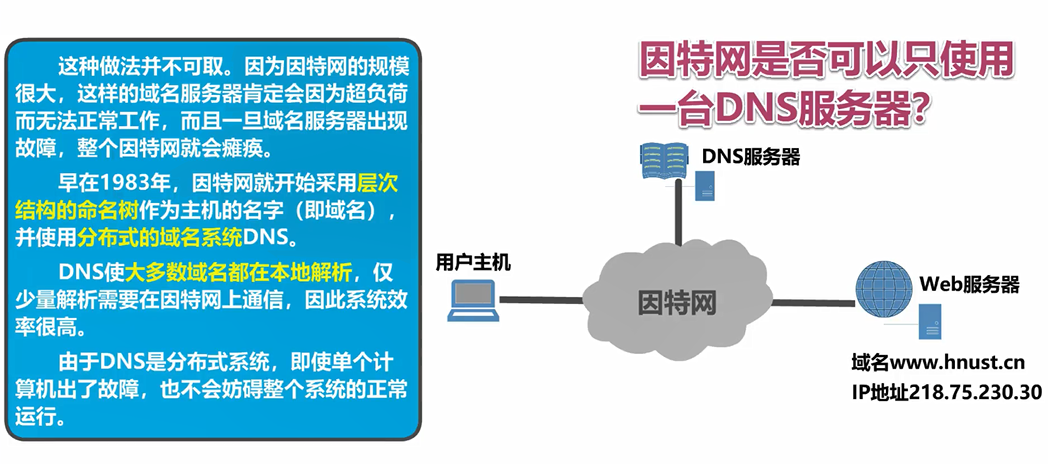 这种做法并不可取。因为因特网的规模
很大，这样的域名服务器肯定会因为超负荷
而无法正常工作，而且一旦域名服务器出现
故障，整个因特网就会瘫痪。
早在1983年，因特网就开始采用层次
结构的命名树作为主机的名字（即域名），
并使用分布式的域名系统DNS。
DNS使大多数域名都在本地解析，仅
少量解析需要在因特网上通信，因此系统效
率很高。
由于DNS是分布式系统，即使单个计
算机出了故障，也不会妨碍整个系统的正常
运行。
因特网是否可以只使用
一台DNS服务器？
DNS服务器
用户主机
因特网
Web服务器
域名www.hnust.cn
IP地址218.75.230.30